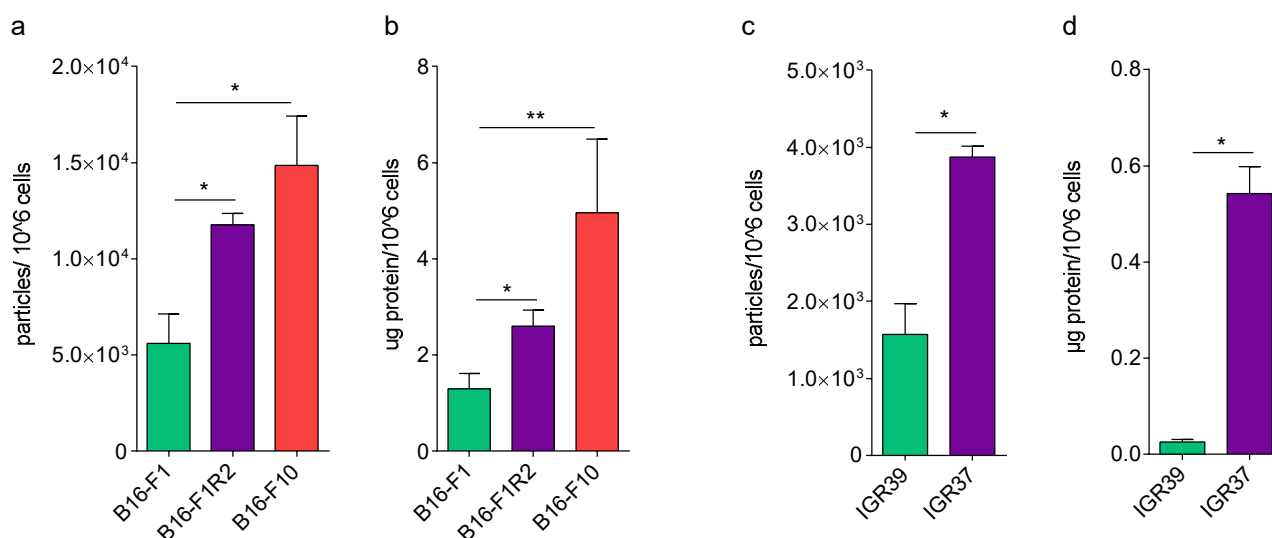 a
particles/ 10^6 cells
2.0×10⁴
1.5×10⁴
1.0×10⁴
5.0×10³
0
*
*
B16-F1
B16-F1R2
B16-F10
b
ug protein/10^6 cells
8
6
4
2
0
**
*
B16-F1
B16-F1R2
B16-F10
c
particles/10^6 cells
5.0×10³
4.0×10³
3.0×10³
2.0×10³
1.0×10³
0
*
IGR39
IGR37
d
µg protein/10^6 cells
0.8
0.6
0.4
0.2
0.0
*
IGR39
IGR37